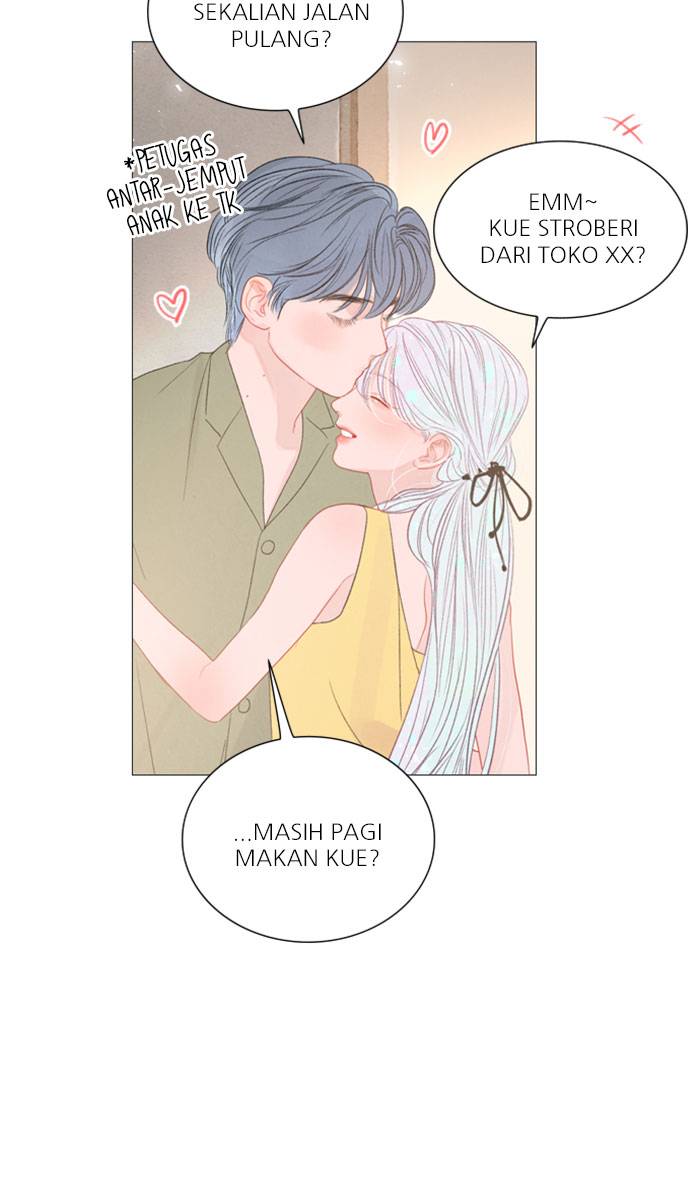 SEKALIAN JALAN
PULANG?
*PETUGAS
ANTAR-JEMPUT
ANAK KE TK
EMM~
KUE STROBERI
DARI TOKO XX?
...MASIH PAGI
MAKAN KUE?